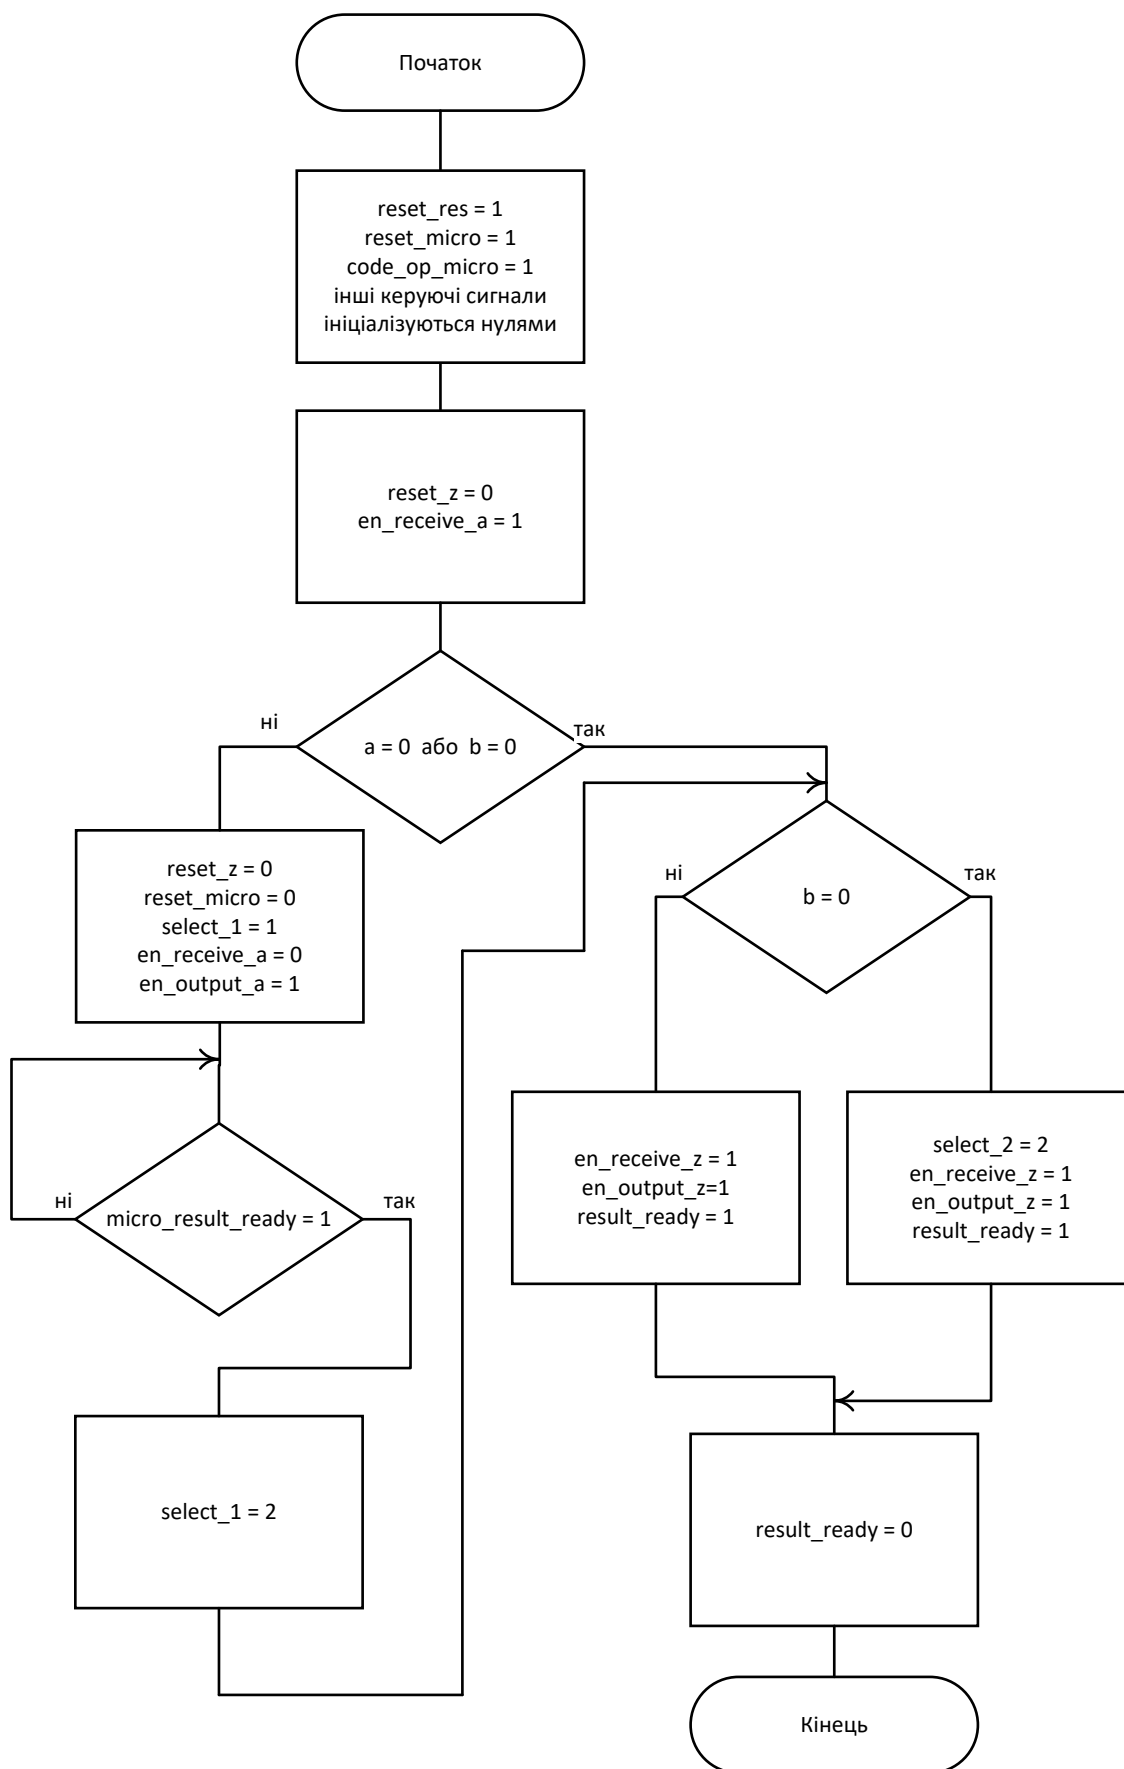 Початок
reset_res = 1
reset_micro = 1
code_op_micro = 1
інші керуючі сигнали
ініціалізуються нулями
reset_z = 0
en_receive_a = 1
ні
a = 0 або b = 0
так
reset_z = 0
reset_micro = 0
select_1 = 1
en_receive_a = 0
en_output_a = 1
ні
b = 0
так
ні
micro_result_ready = 1
так
en_receive_z = 1
en_output_z=1
result_ready = 1
select_2 = 2
en_receive_z = 1
en_output_z = 1
result_ready = 1
select_1 = 2
result_ready = 0
Кінець